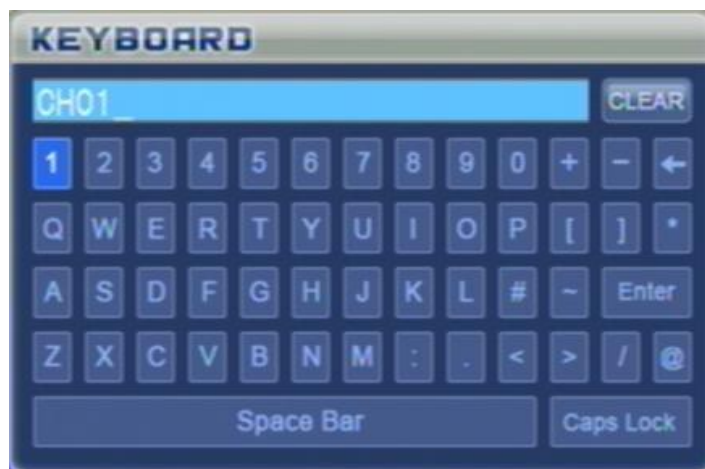 KEYBOARD
CH01_ CLEAR
1 2 3 4 5 6 7 8 9 0 + - ←
Q W E R T Y U I O P [ ] *
A S D F G H J K L # ~ Enter
Z X C V B N M : . < > / @
Space Bar Caps Lock